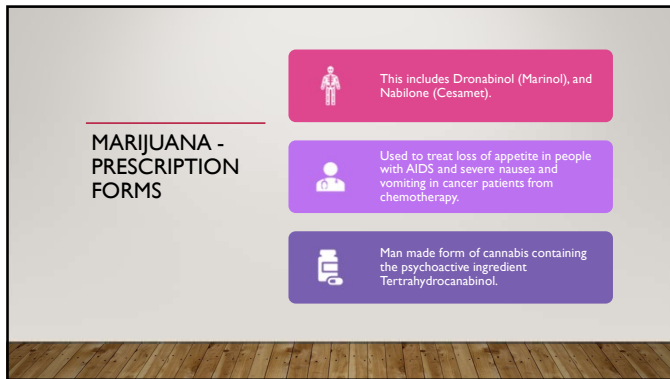 MARIJUANA -
PRESCRIPTION
FORMS
This includes Dronabinol (Marinol), and
Nabilone (Cesamet).
Used to treat loss of appetite in people
with AIDS and severe nausea and
vomiting in cancer patients from
chemotherapy.
Man made form of cannabis containing
the psychoactive ingredient
Tertrahydrocanabinol.